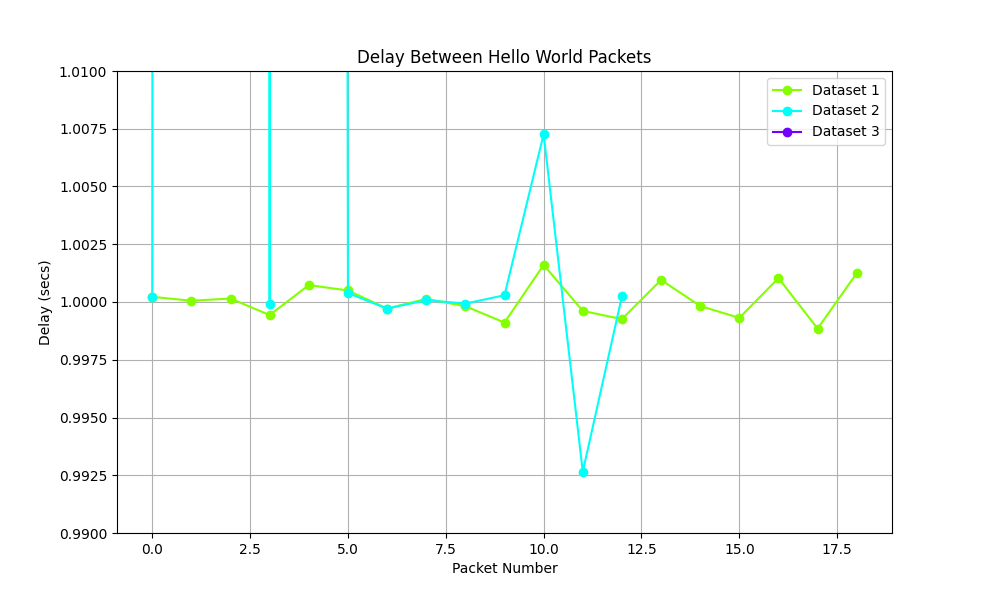 Delay Between Hello World Packets
Dataset 1
Dataset 2
Dataset 3
Delay (secs)
1.0100
1.0075
1.0050
1.0025
1.0000
0.9975
0.9950
0.9925
0.9900
0.0 2.5 5.0 7.5 10.0 12.5 15.0 17.5
Packet Number